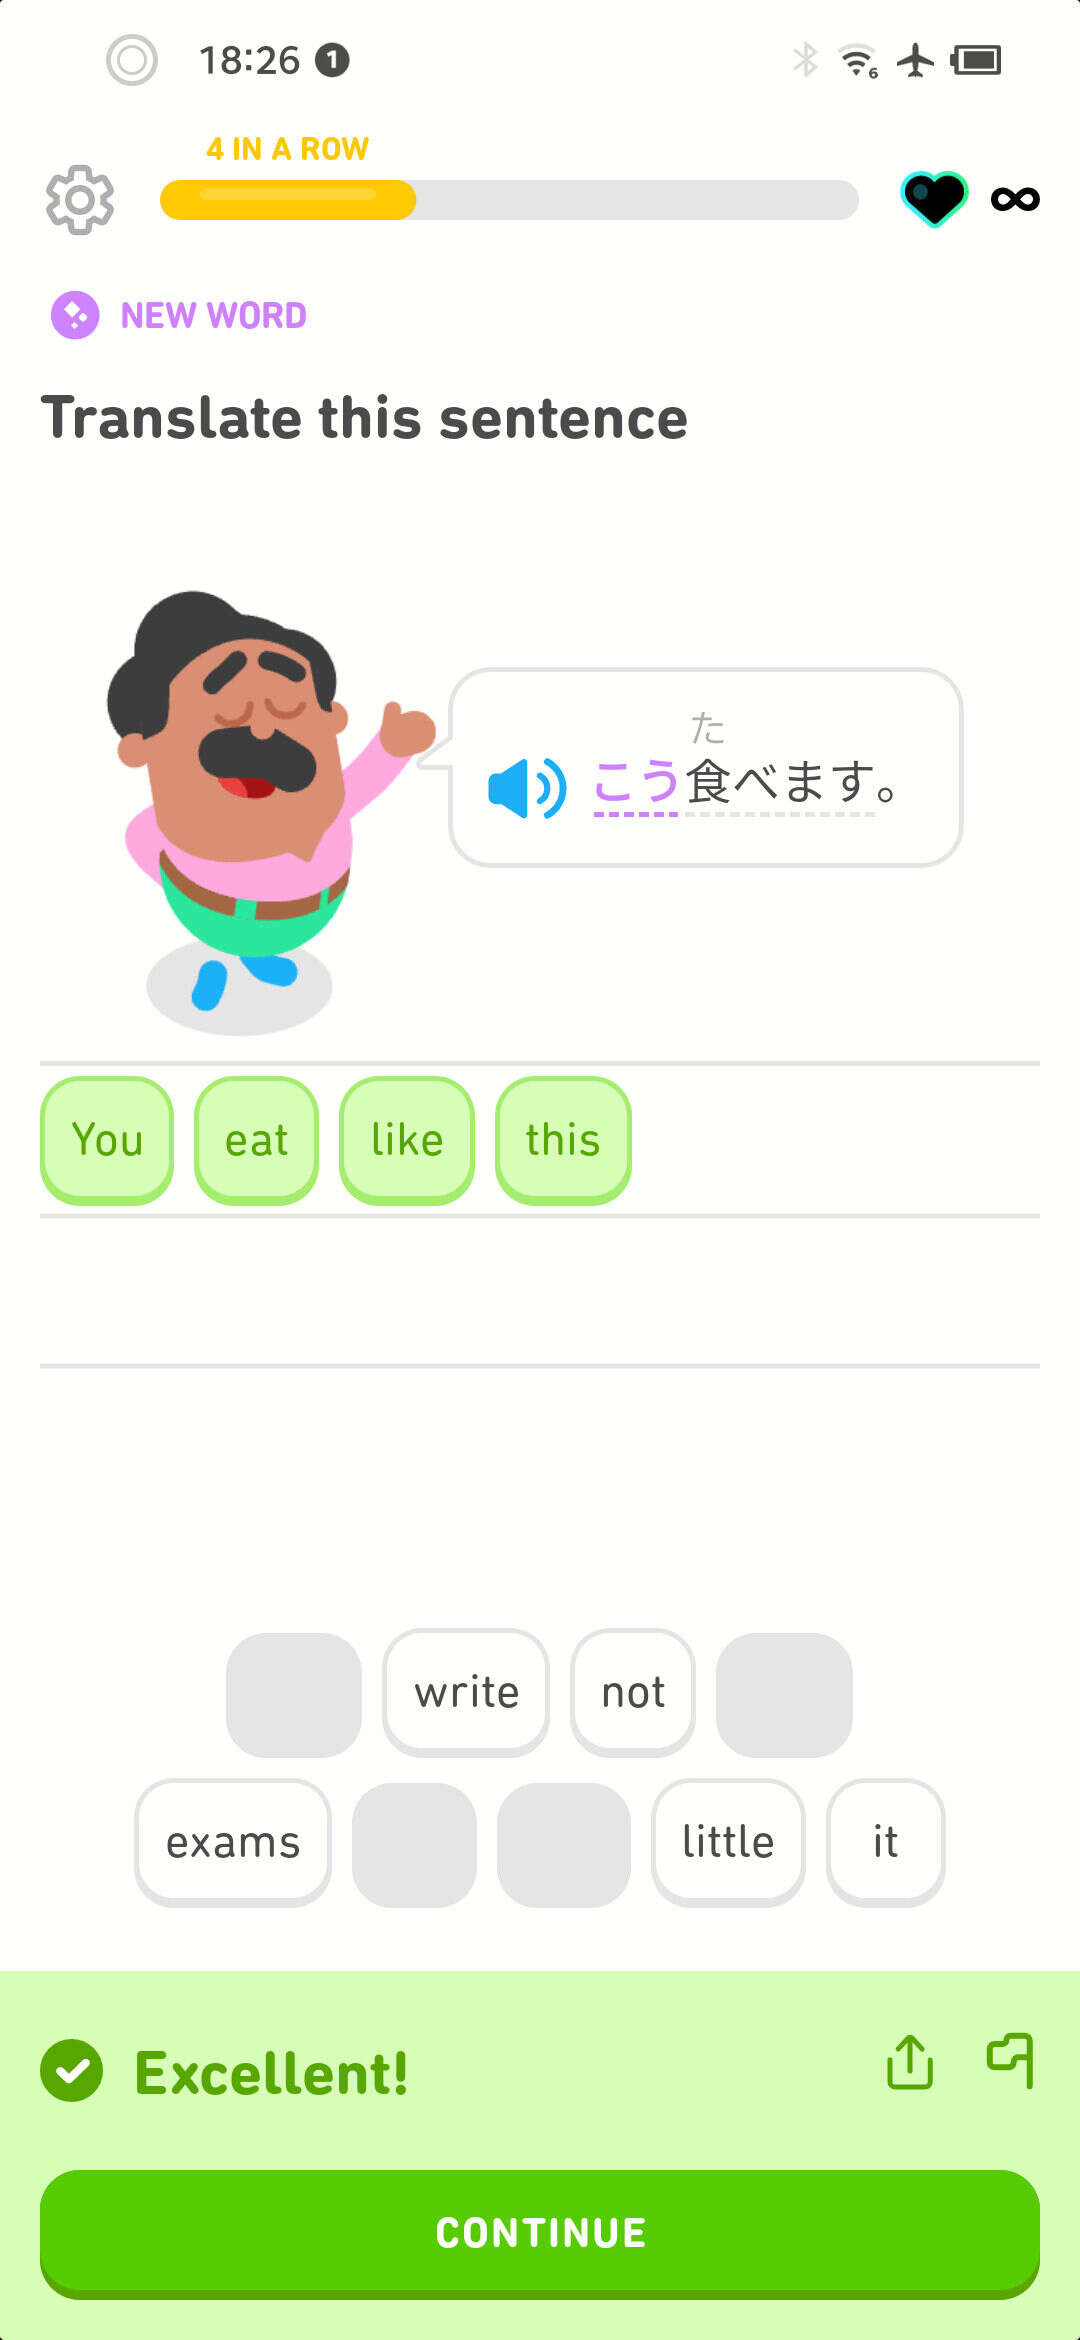 18:26 1
6
4 IN A ROW
NEW WORD
Translate this sentence
た
こう食べます。
You eat like this
write not
exams little it
Excellent!
CONTINUE